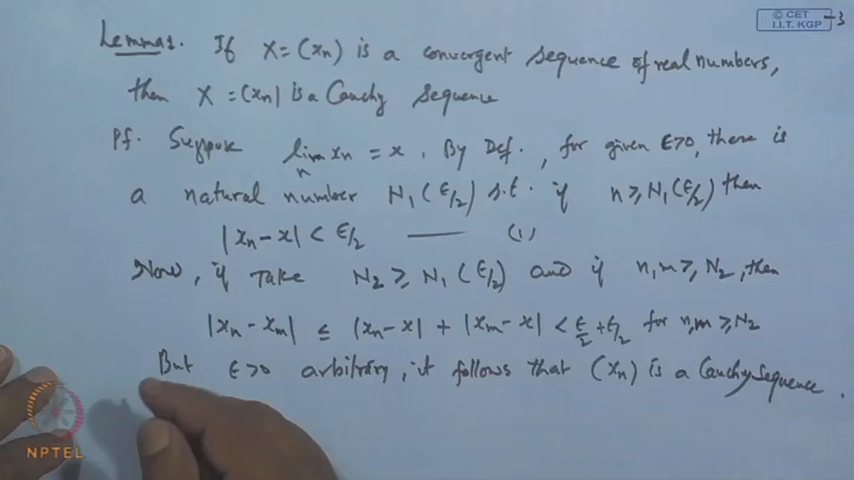 © CET
I.I.T. KGP
-3
Lemma1. If X = (xn) is a convergent sequence of real numbers,
then X = (xn) is a Cauchy Sequence
Pf. Suppose lim xn = x. By Def., for given ε>0, there is
n
a natural number N1(ε/2) s.t. if n ≥ N1(ε/2) then
|xn - x| < ε/2 —— (1)
Now, if Take N2 ≥ N1(ε/2) and if n,m ≥ N2, then
|xn - xm| ≤ |xn - x| + |xm - x| < ε/2 + ε/2 for n,m ≥ N2
But ε>0 arbitrary, it follows that (xn) is a Cauchy sequence.
NPTEL